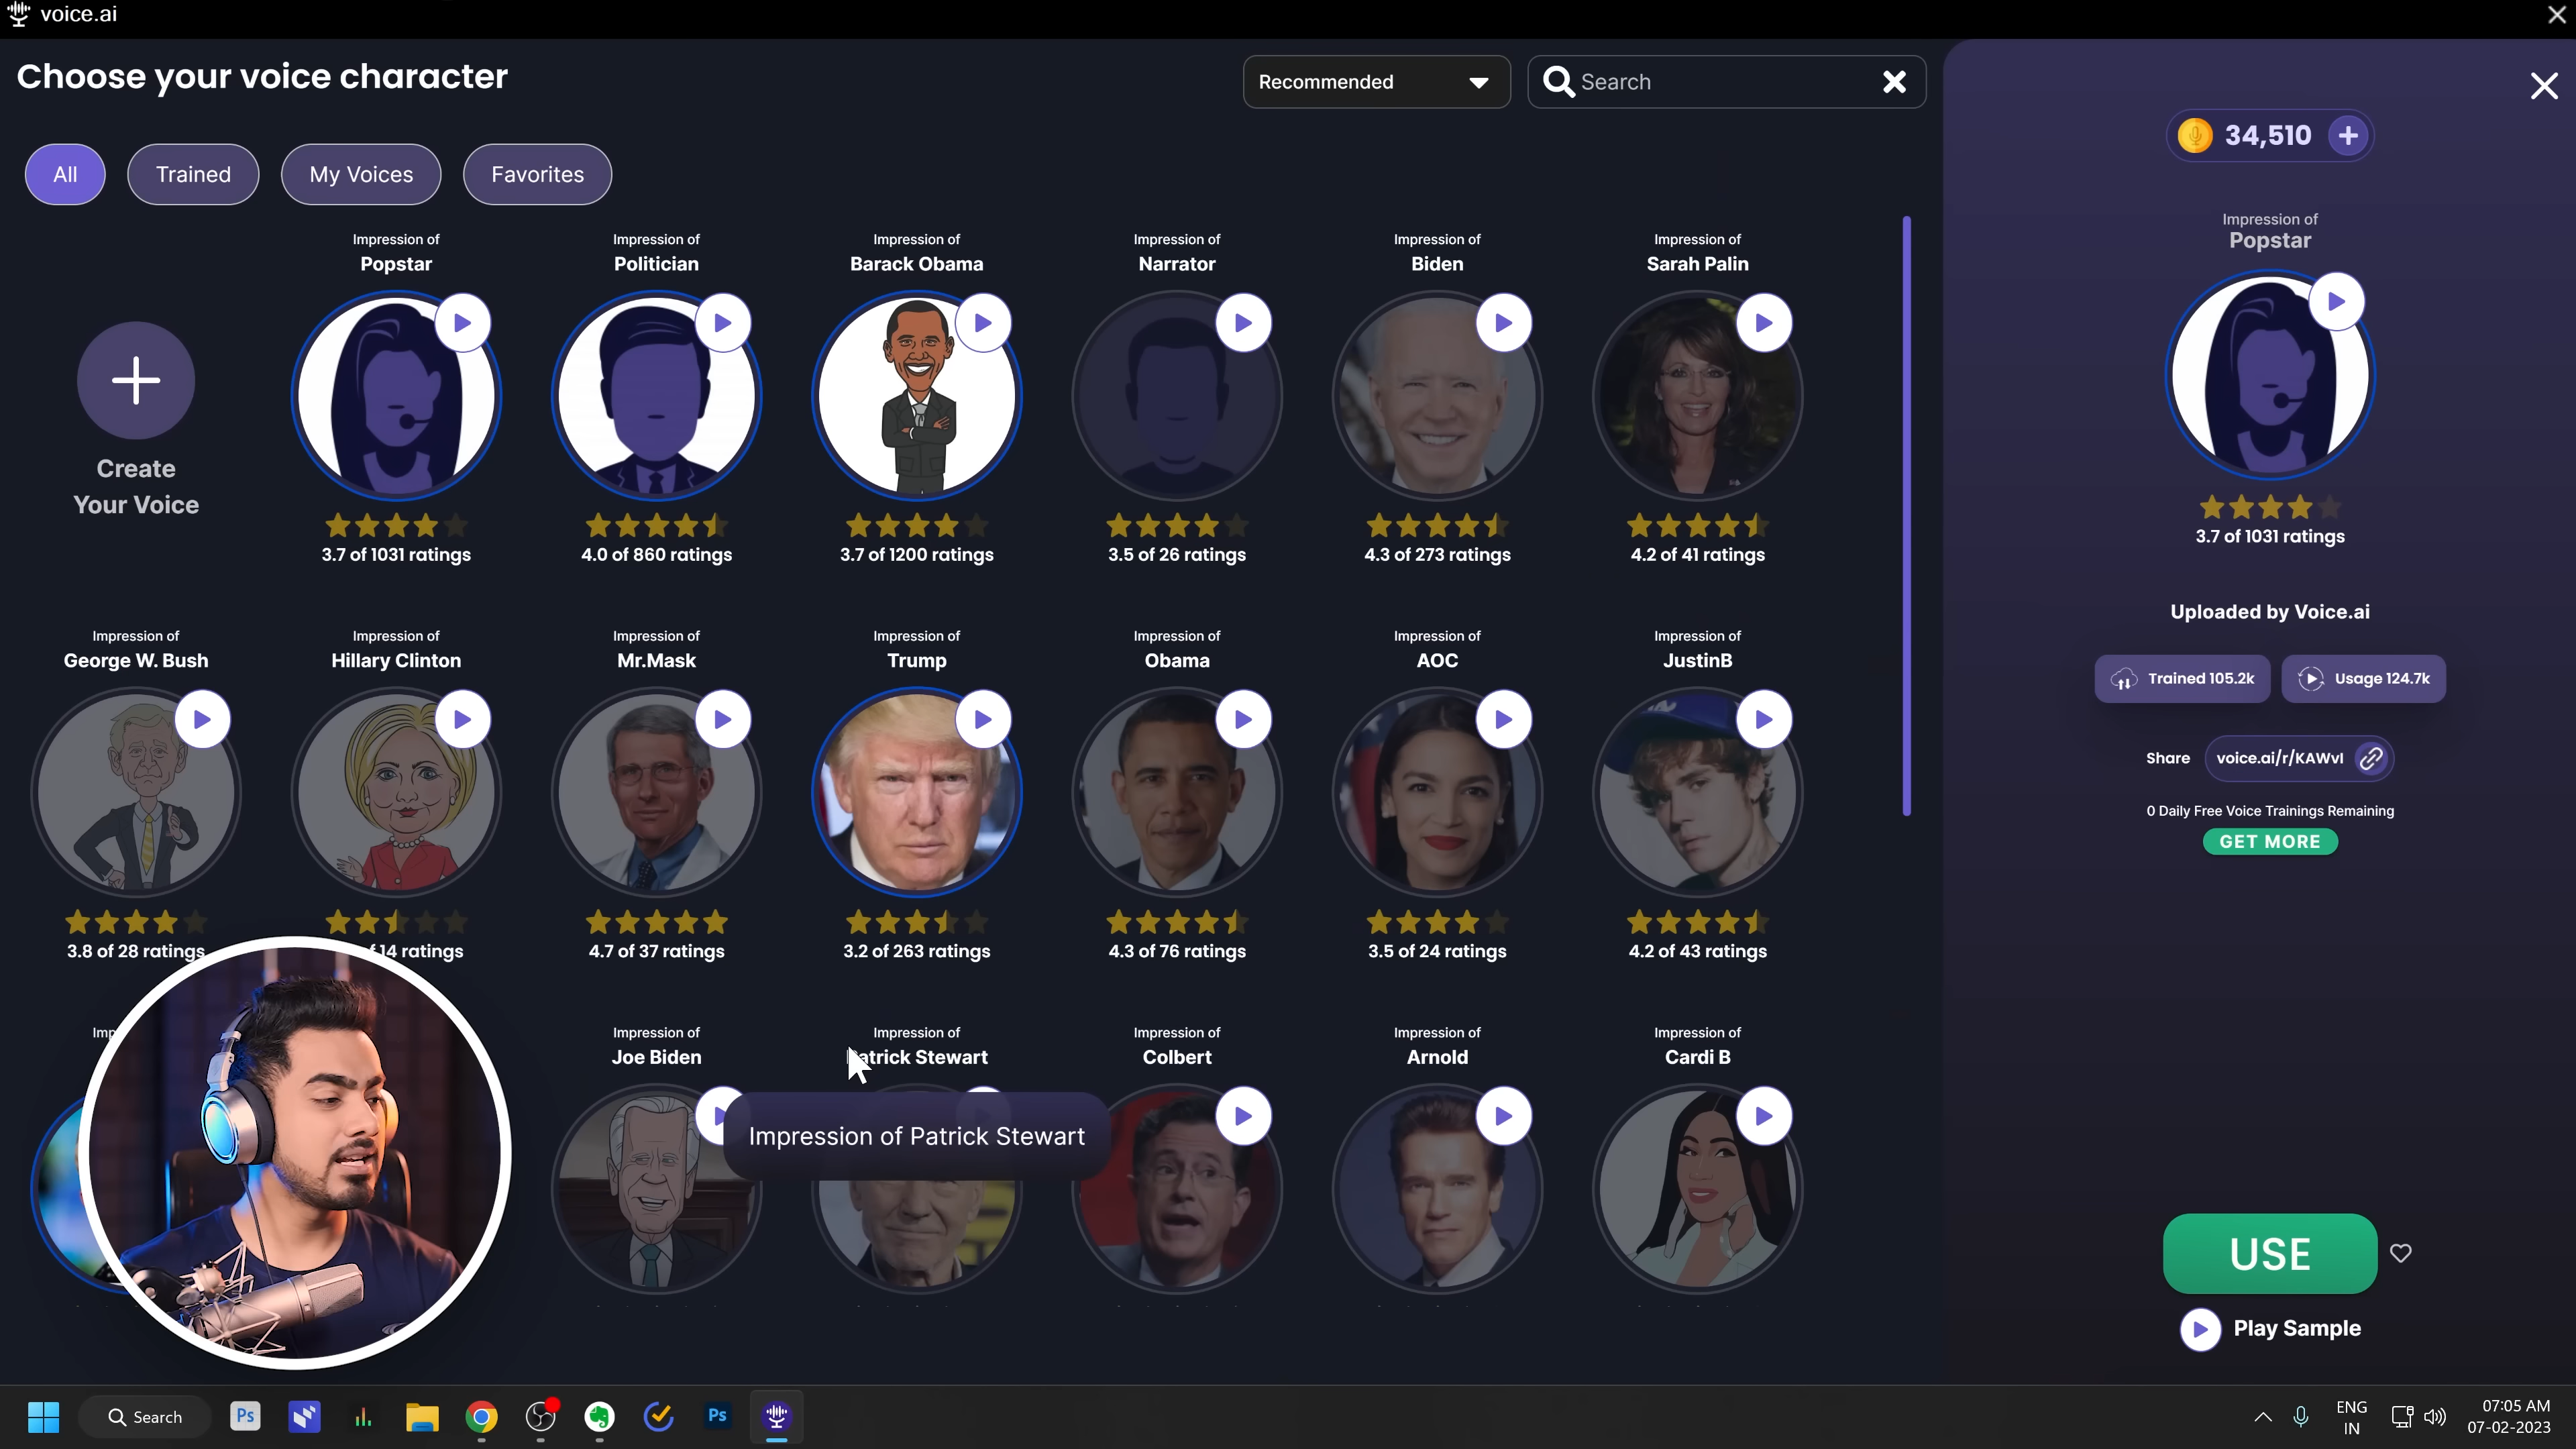 voice.ai
Choose your voice character
Recommended
Search
All
Trained
My Voices
Favorites
34,510
Impression of
Popstar
3.7 of 1031 ratings
Uploaded by Voice.ai
Trained 105.2k
Usage 124.7k
Share
voice.ai/r/KAWvI
0 Daily Free Voice Trainings Remaining
GET MORE
USE
Play Sample
Create
Your Voice
Impression of
Popstar
3.7 of 1031 ratings
Impression of
Politician
4.0 of 860 ratings
Impression of
Barack Obama
3.7 of 1200 ratings
Impression of
Narrator
3.5 of 26 ratings
Impression of
Biden
4.3 of 273 ratings
Impression of
Sarah Palin
4.2 of 41 ratings
Impression of
George W. Bush
3.8 of 28 ratings
Impression of
Hillary Clinton
14 ratings
Impression of
Mr.Mask
4.7 of 37 ratings
Impression of
Trump
3.2 of 263 ratings
Impression of
Obama
4.3 of 76 ratings
Impression of
AOC
3.5 of 24 ratings
Impression of
JustinB
4.2 of 43 ratings
Impression of
Joe Biden
Impression of
Patrick Stewart
Impression of Patrick Stewart
Impression of
Colbert
Impression of
Arnold
Impression of
Cardi B
Search
Ps
Ps
ENG
IN
07:05 AM
07-02-2023